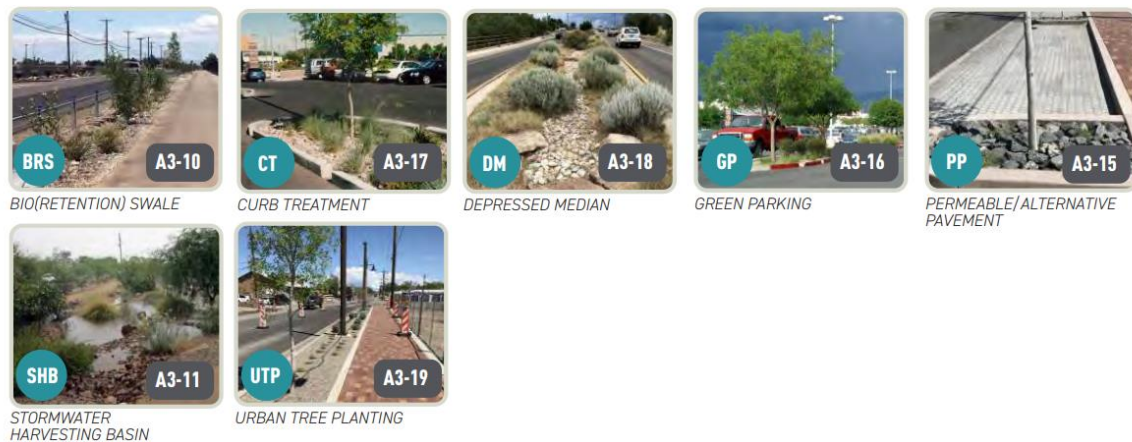 BRS
A3-10
BIO(RETENTION) SWALE
CT
A3-17
CURB TREATMENT
DM
A3-18
DEPRESSED MEDIAN
GP
A3-16
GREEN PARKING
PP
A3-15
PERMEABLE/ALTERNATIVE
PAVEMENT
SHB
A3-11
STORMWATER
HARVESTING BASIN
UTP
A3-19
URBAN TREE PLANTING